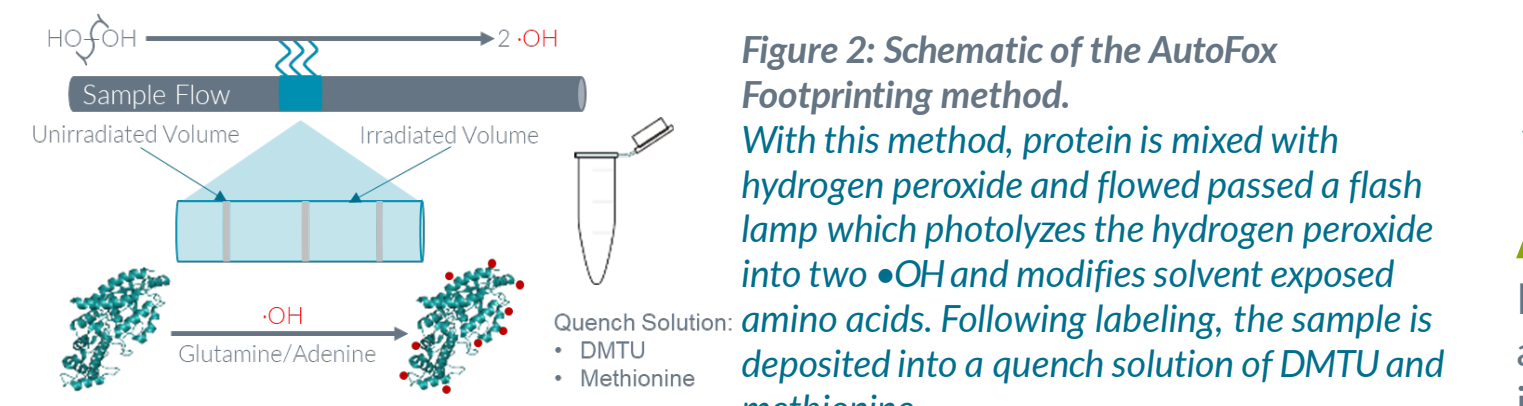 HO OH 2 ·OH
Sample Flow
Unirradiated Volume Irradiated Volume
·OH
Glutamine/Adenine
Quench Solution:
• DMTU
• Methionine
Figure 2: Schematic of the AutoFox
Footprinting method.
With this method, protein is mixed with
hydrogen peroxide and flowed passed a flash
lamp which photolyzes the hydrogen peroxide
into two •OH and modifies solvent exposed
amino acids. Following labeling, the sample is
deposited into a quench solution of DMTU and
methionine